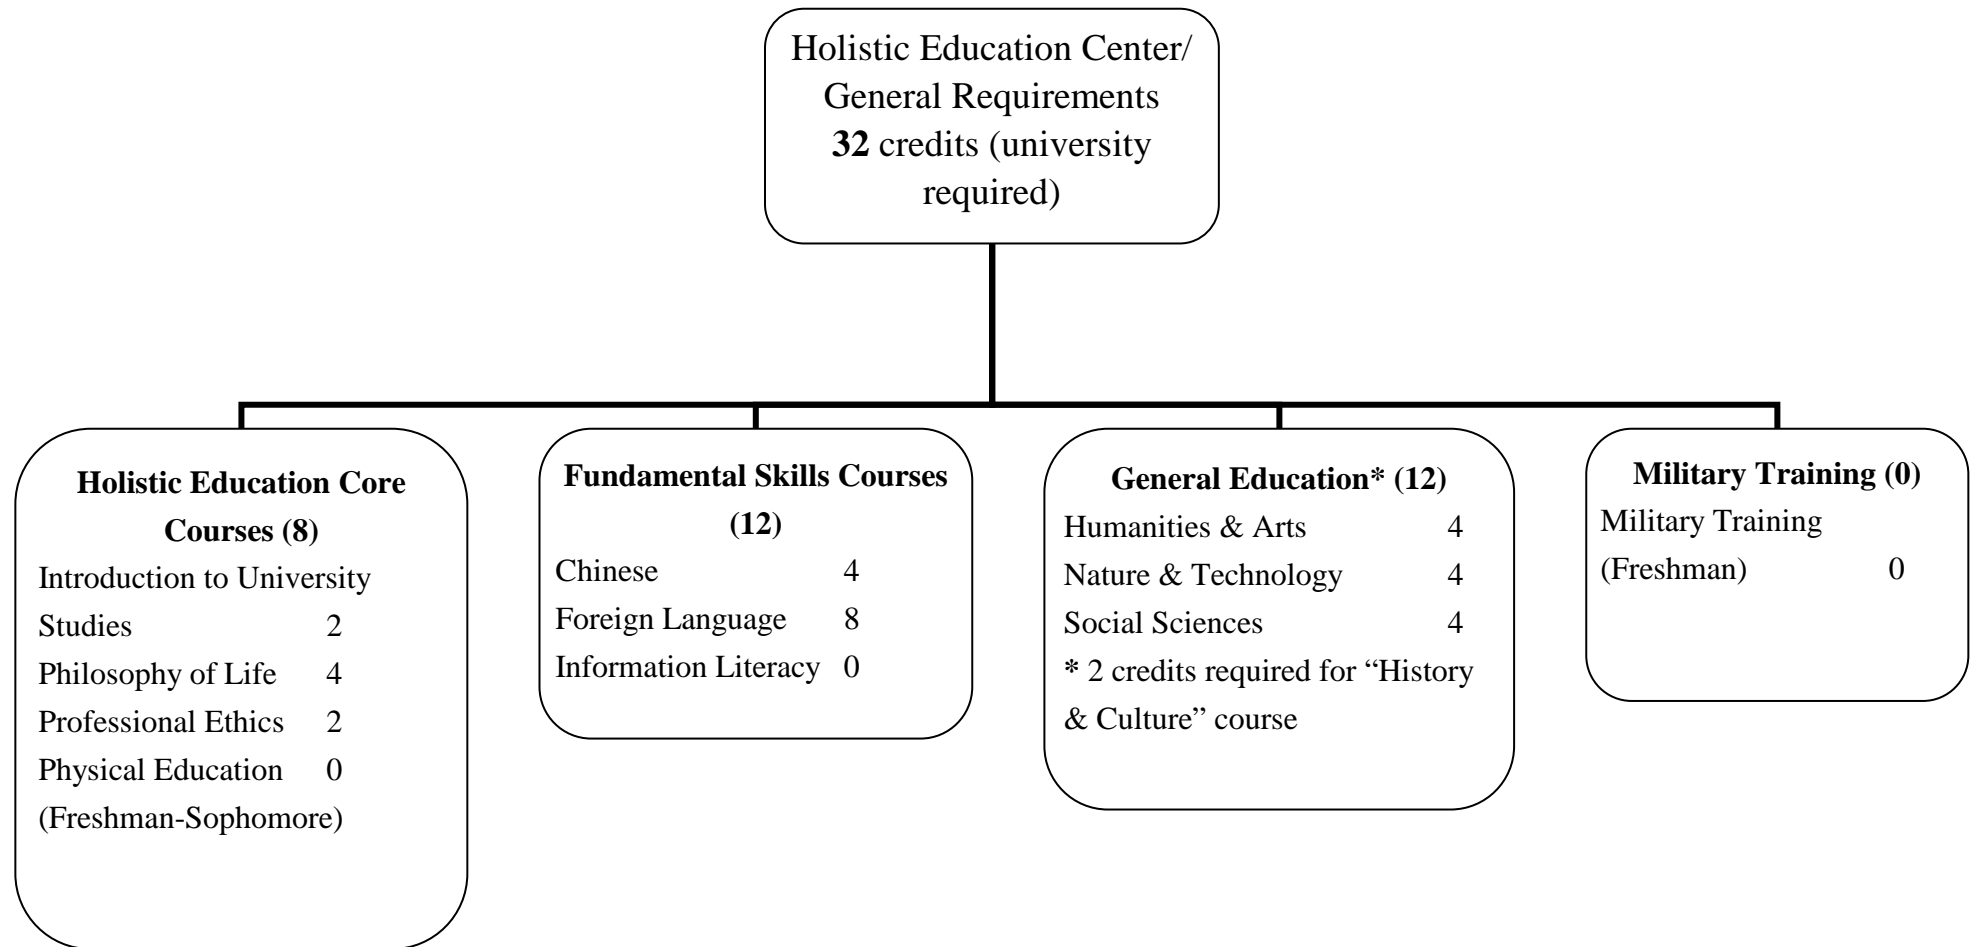 Holistic Education Center/
General Requirements
32 credits (university
required)
Holistic Education Core
Courses (8)
Introduction to University
Studies 2
Philosophy of Life 4
Professional Ethics 2
Physical Education 0
(Freshman-Sophomore)
Fundamental Skills Courses
(12)
Chinese 4
Foreign Language 8
Information Literacy 0
General Education* (12)
Humanities & Arts 4
Nature & Technology 4
Social Sciences 4
* 2 credits required for “History
& Culture” course
Military Training (0)
Military Training
(Freshman) 0